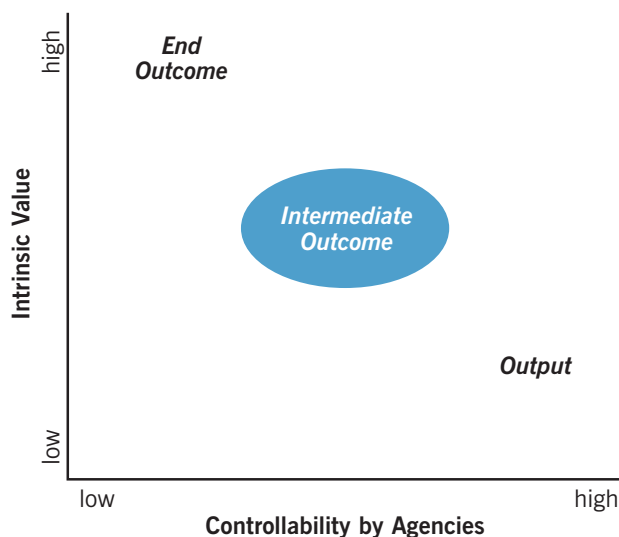 high
End
Outcome
Intrinsic Value
Intermediate
Outcome
Output
low
low
high
Controllability by Agencies